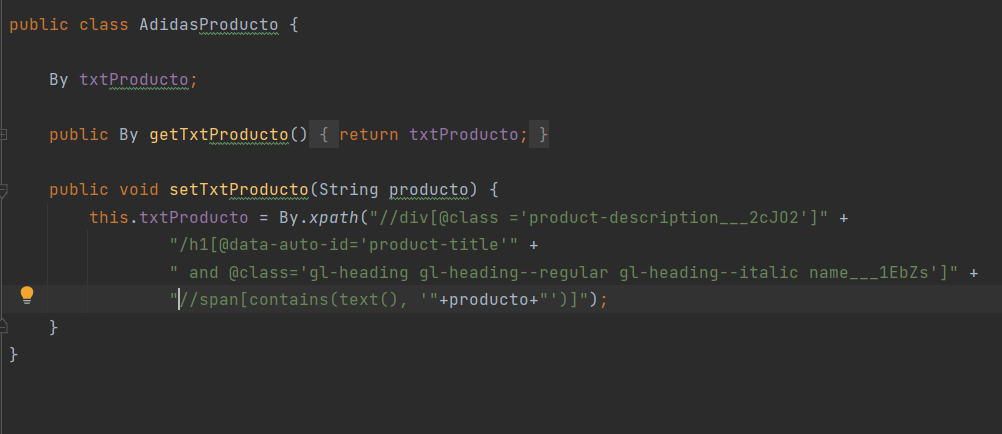 public class AdidasProducto {
By txtProducto;
public By getTxtProducto() { return txtProducto; }
public void setTxtProducto(String producto) {
this.txtProducto = By.xpath("//div[@class ='product-description___2cJO2']" +
"/h1[@data-auto-id='product-title'" +
" and @class='gl-heading gl-heading--regular gl-heading--italic name___1EbZs']" +
"//span[contains(text(), '"+producto+"')]");
}
}